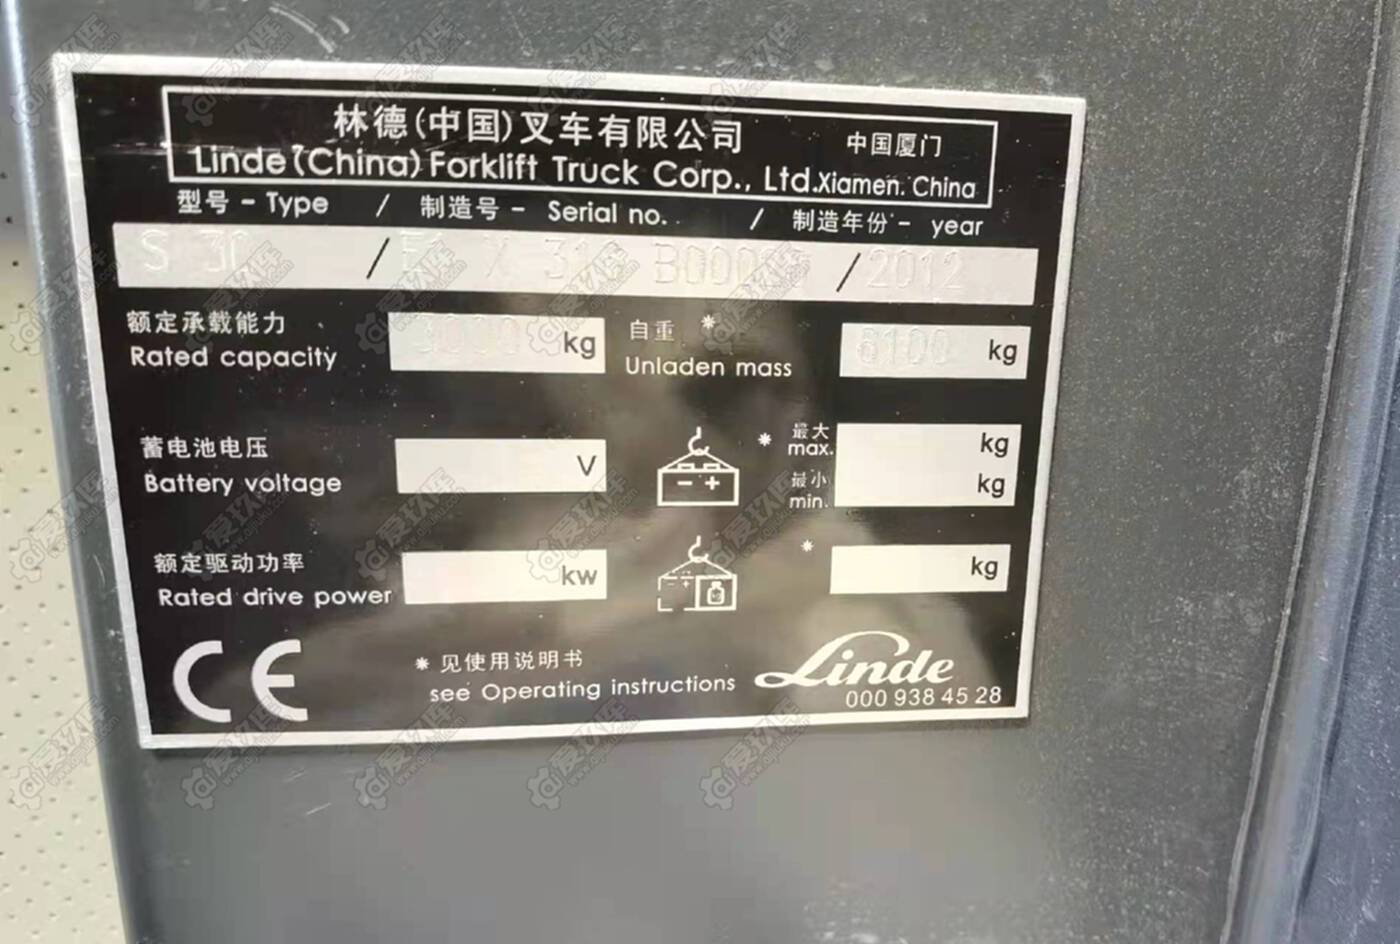 林德(中国)叉车有限公司 中国厦门
Linde (China) Forklift Truck Corp., Ltd. Xiamen. China
型号 - Type / 制造号 - Serial no. / 制造年份 - year
S 30 / X / 2012
额定承载能力 3000 kg 自重 *
Rated capacity Unladen mass 6100 kg
蓄电池电压 V * 最大 kg
Battery voltage max.
最小 kg
min.
额定驱动功率 kw * kg
Rated drive power
CE
* 见使用说明书
see Operating instructions
Linde
000 938 45 28